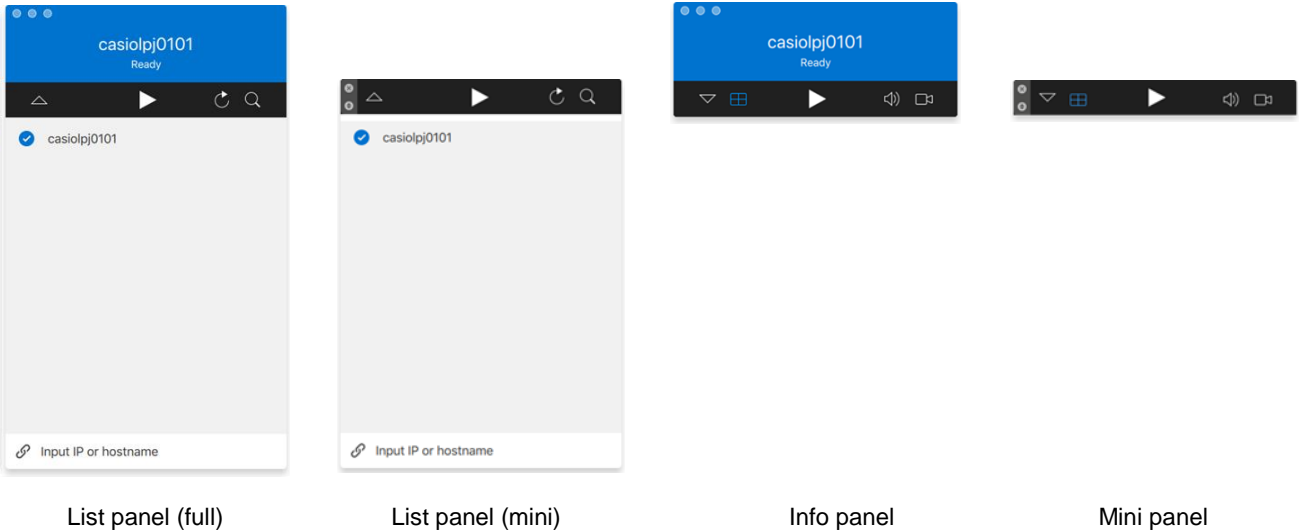 casiolpj0101
Ready
casiolpj0101
Input IP or hostname
List panel (full)
casiolpj0101
Input IP or hostname
List panel (mini)
casiolpj0101
Ready
Info panel
Mini panel